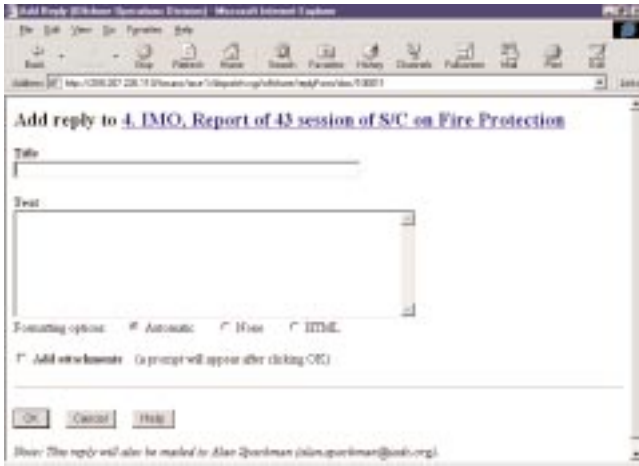 Add Reply (Offshore Operations Division) - Microsoft Internet Explorer
File Edit View Go Favorites Help
Back Stop Refresh Home Search Favorites History Channels Fullscreen Mail Print Edit
Address
Links
Add reply to 4. IMO, Report of 43 session of S/C on Fire Protection
Title
Text
Formatting options: Automatic None HTML
Add attachments (a prompt will appear after clicking OK)
OK Cancel Help
Note: This reply will also be mailed to Alan Spackman